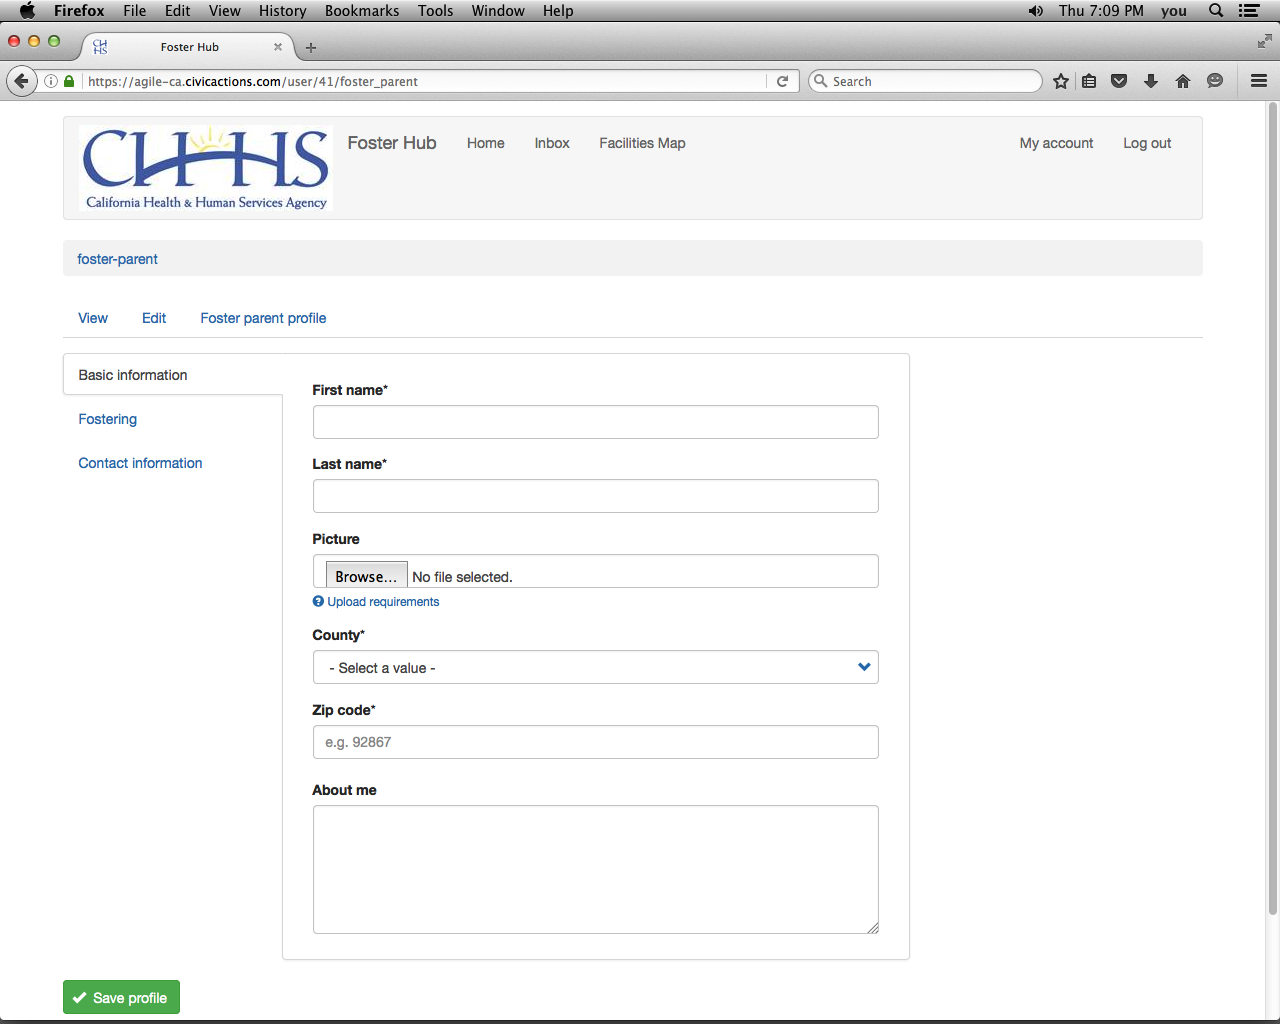 Firefox File Edit View History Bookmarks Tools Window Help Thu 7:09 PM you
CH HS Foster Hub
https://agile-ca.civicactions.com/user/41/foster_parent Search
CHHS
California Health & Human Services Agency
Foster Hub Home Inbox Facilities Map My account Log out
foster-parent
View Edit Foster parent profile
Basic information
Fostering
Contact information
First name*
Last name*
Picture
Browse... No file selected.
Upload requirements
County*
- Select a value -
Zip code*
e.g. 92867
About me
Save profile